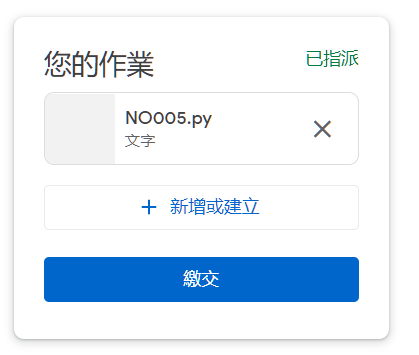 您的作業
已指派
NO005.py
文字
新增或建立
繳交